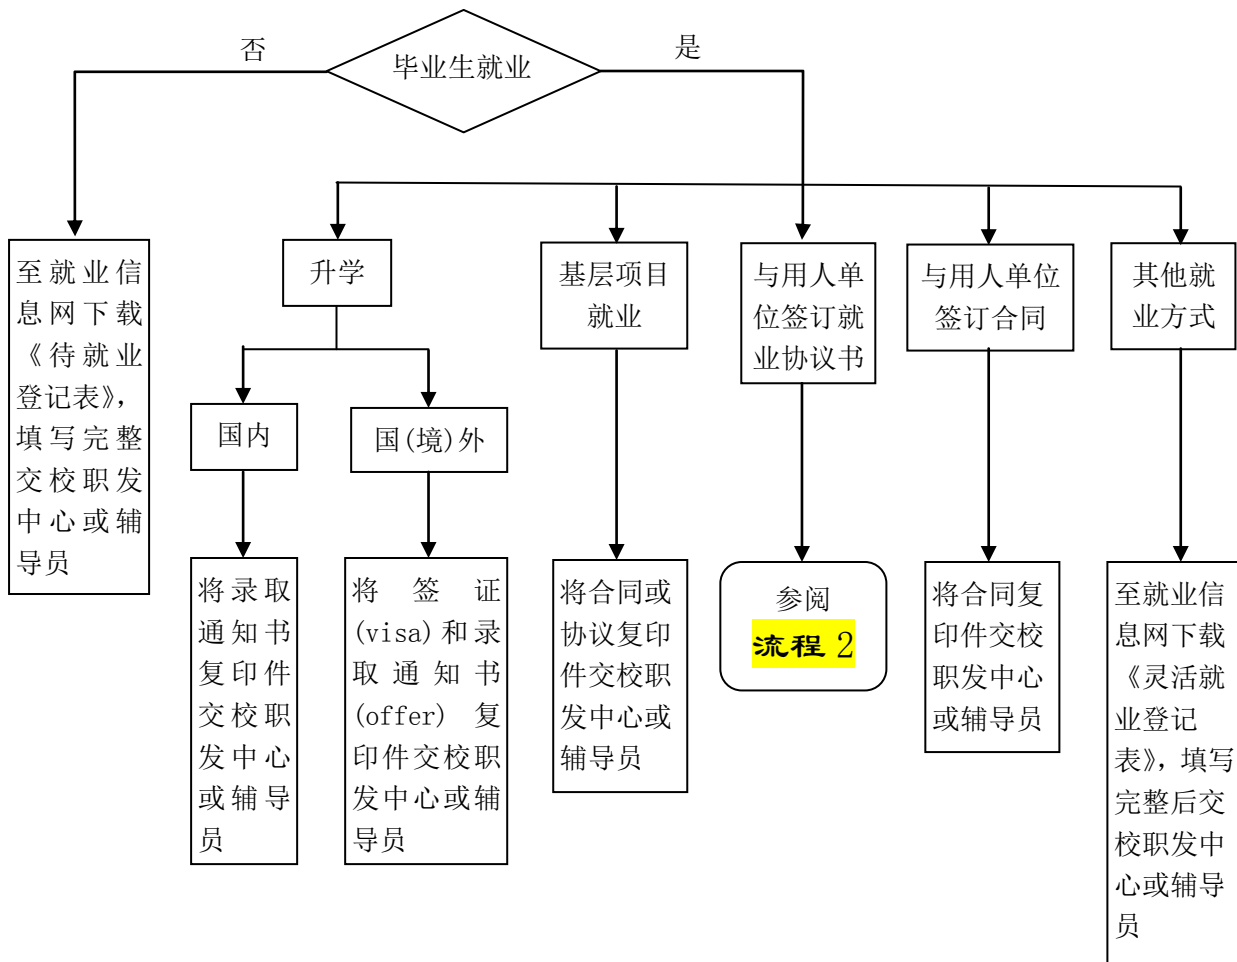 毕业生就业
否
是
至就业信
息网下载
《待就业
登记表》，
填写完整
交校职发
中心或辅
导员
升学
基层项目
就业
与用人单
位签订就
业协议书
与用人单位
签订合同
其他就
业方式
国内
国(境)外
将录取
通知书
复印件
交校职
发中心
或辅导
员
将签证
(visa)和录
取通知书
(offer)复
印件交校职
发中心或辅
导员
将合同或
协议复印
件交校职
发中心或
辅导员
参阅
流程 2
将合同复
印件交校
职发中心
或辅导员
至就业信
息网下载
《灵活就
业登记
表》，填写
完整后交
校职发中
心或辅导
员